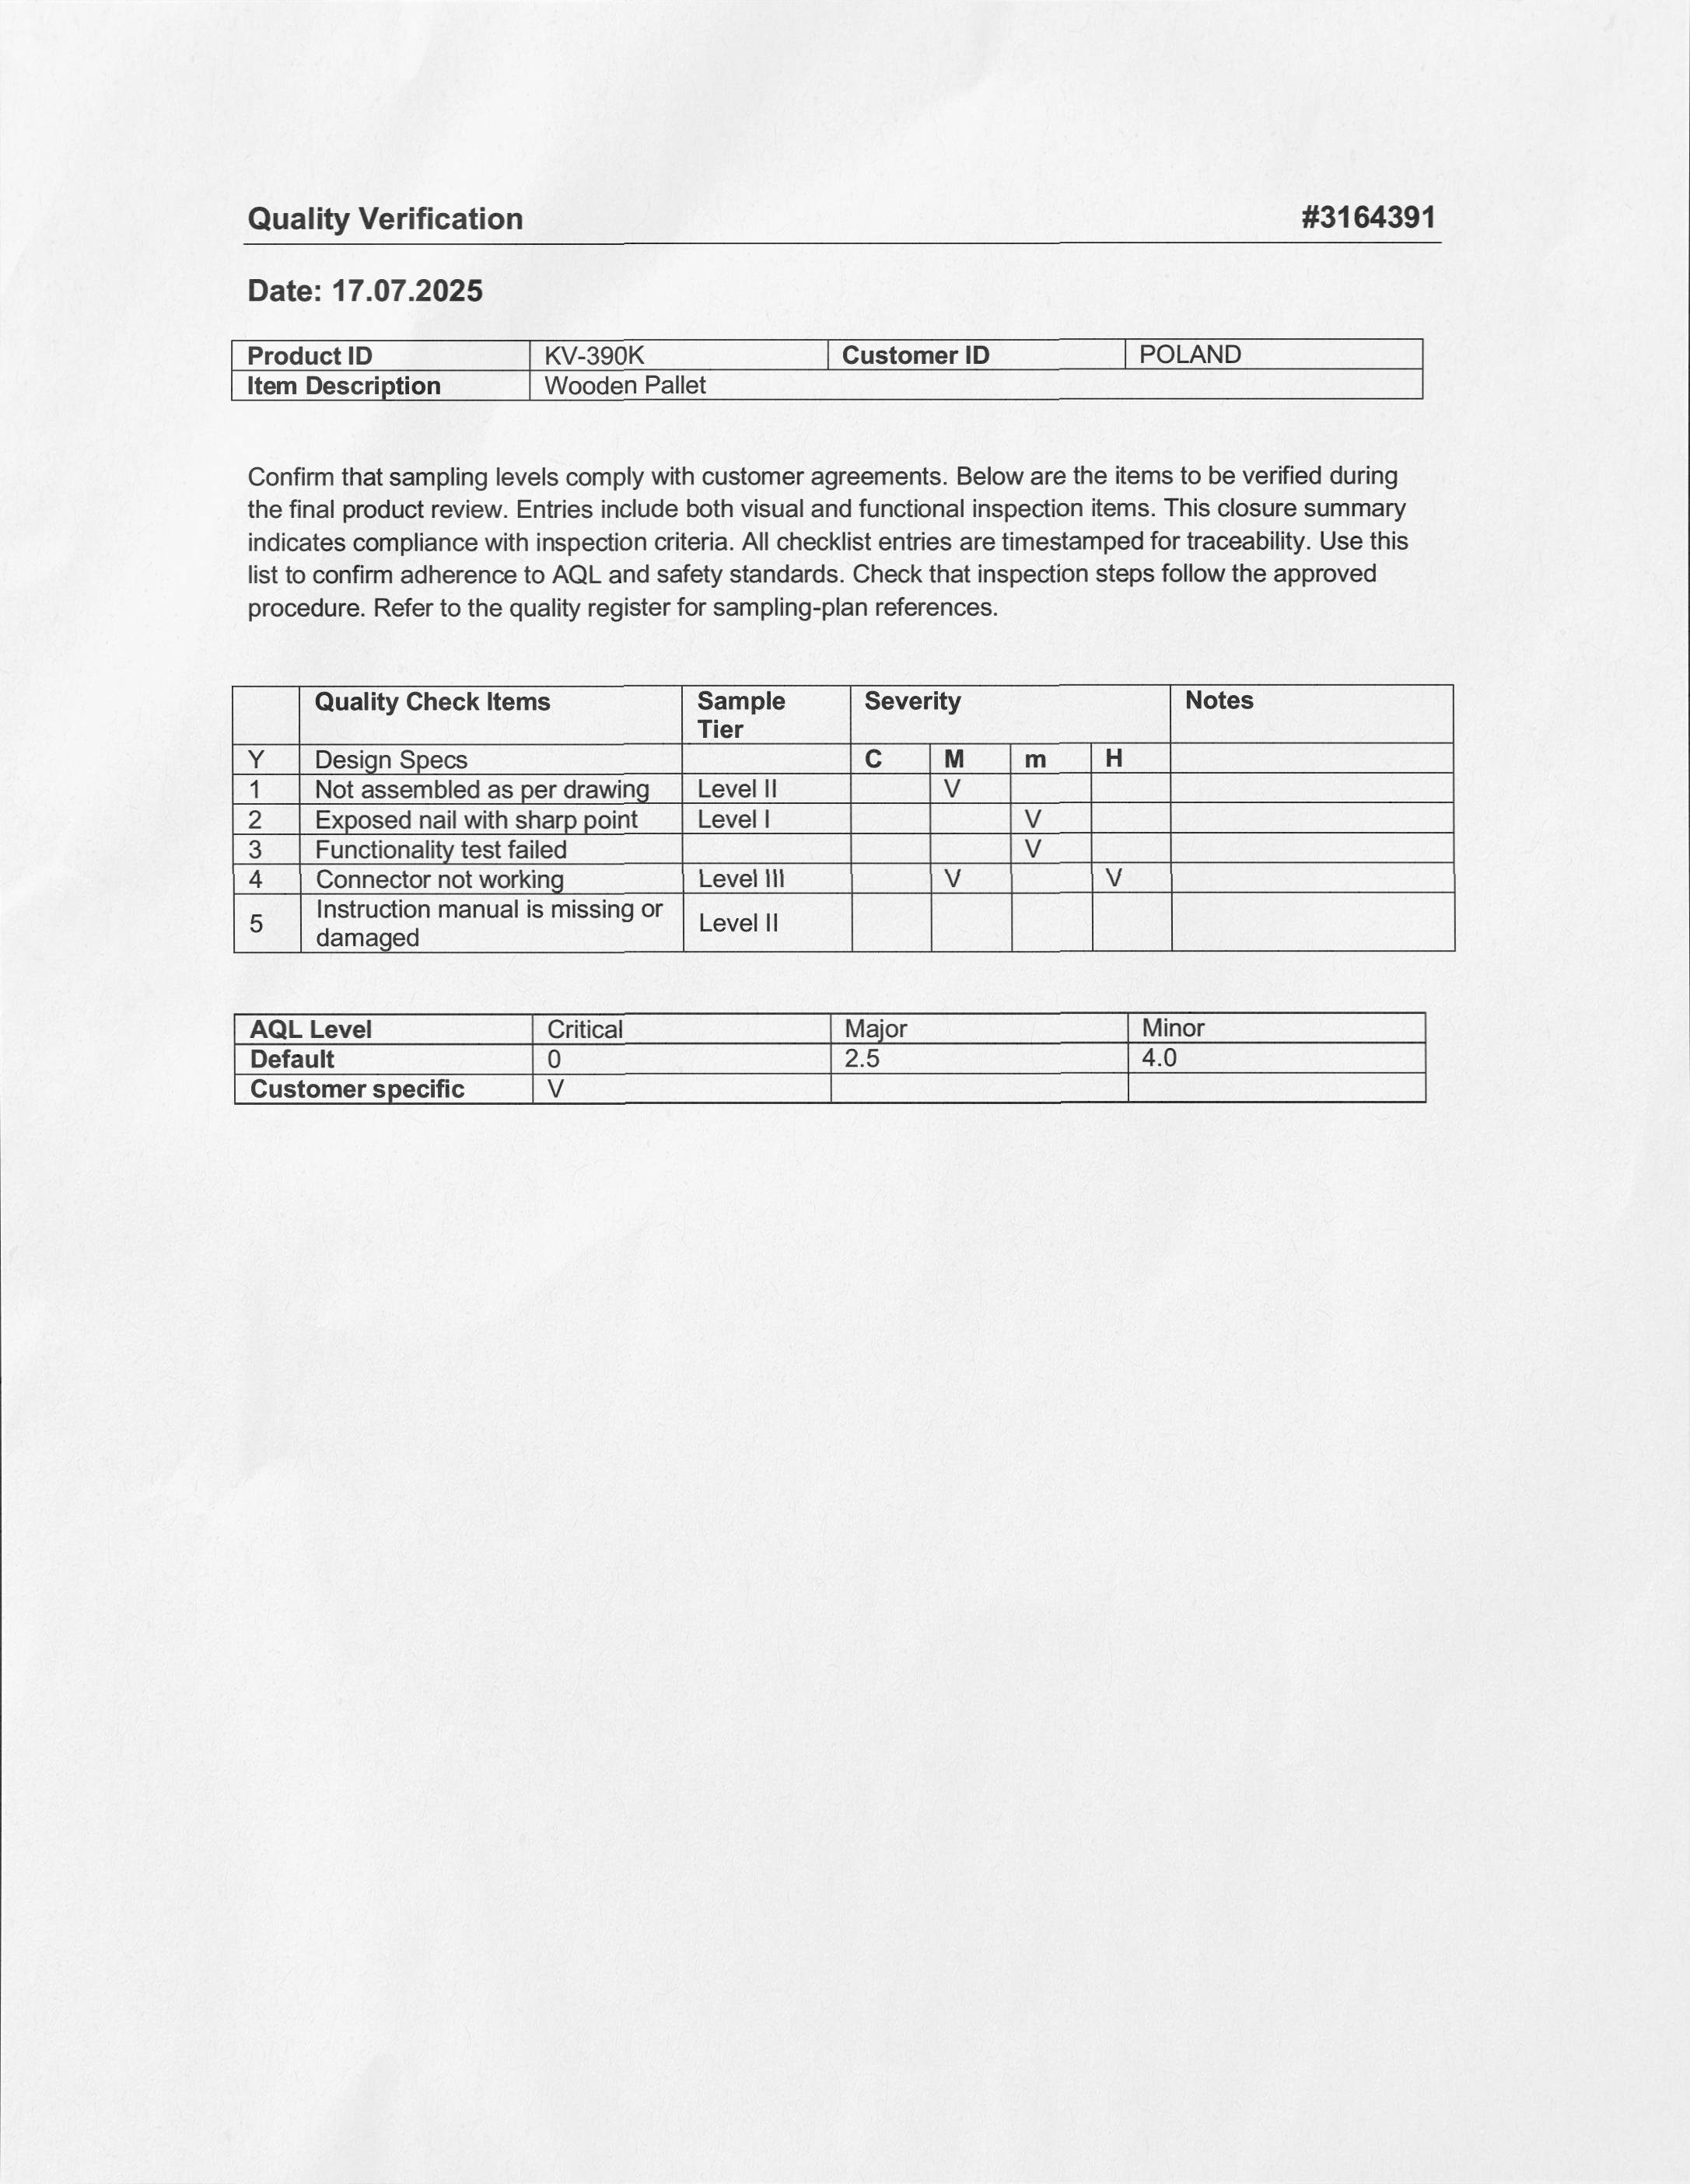 Quality Verification #3164391
Date: 17.07.2025
Product ID KV-390K Customer ID POLAND
Item Description Wooden Pallet
Confirm that sampling levels comply with customer agreements. Below are the items to be verified during
the final product review. Entries include both visual and functional inspection items. This closure summary
indicates compliance with inspection criteria. All checklist entries are timestamped for traceability. Use this
list to confirm adherence to AQL and safety standards. Check that inspection steps follow the approved
procedure. Refer to the quality register for sampling-plan references.
Quality Check Items Sample Severity Notes
Tier
Y Design Specs C M m H
1 Not assembled as per drawing Level II V
2 Exposed nail with sharp point Level I V
3 Functionality test failed V
4 Connector not working Level III V V
5 Instruction manual is missing or Level II
damaged
AQL Level Critical Major Minor
Default 0 2.5 4.0
Customer specific V